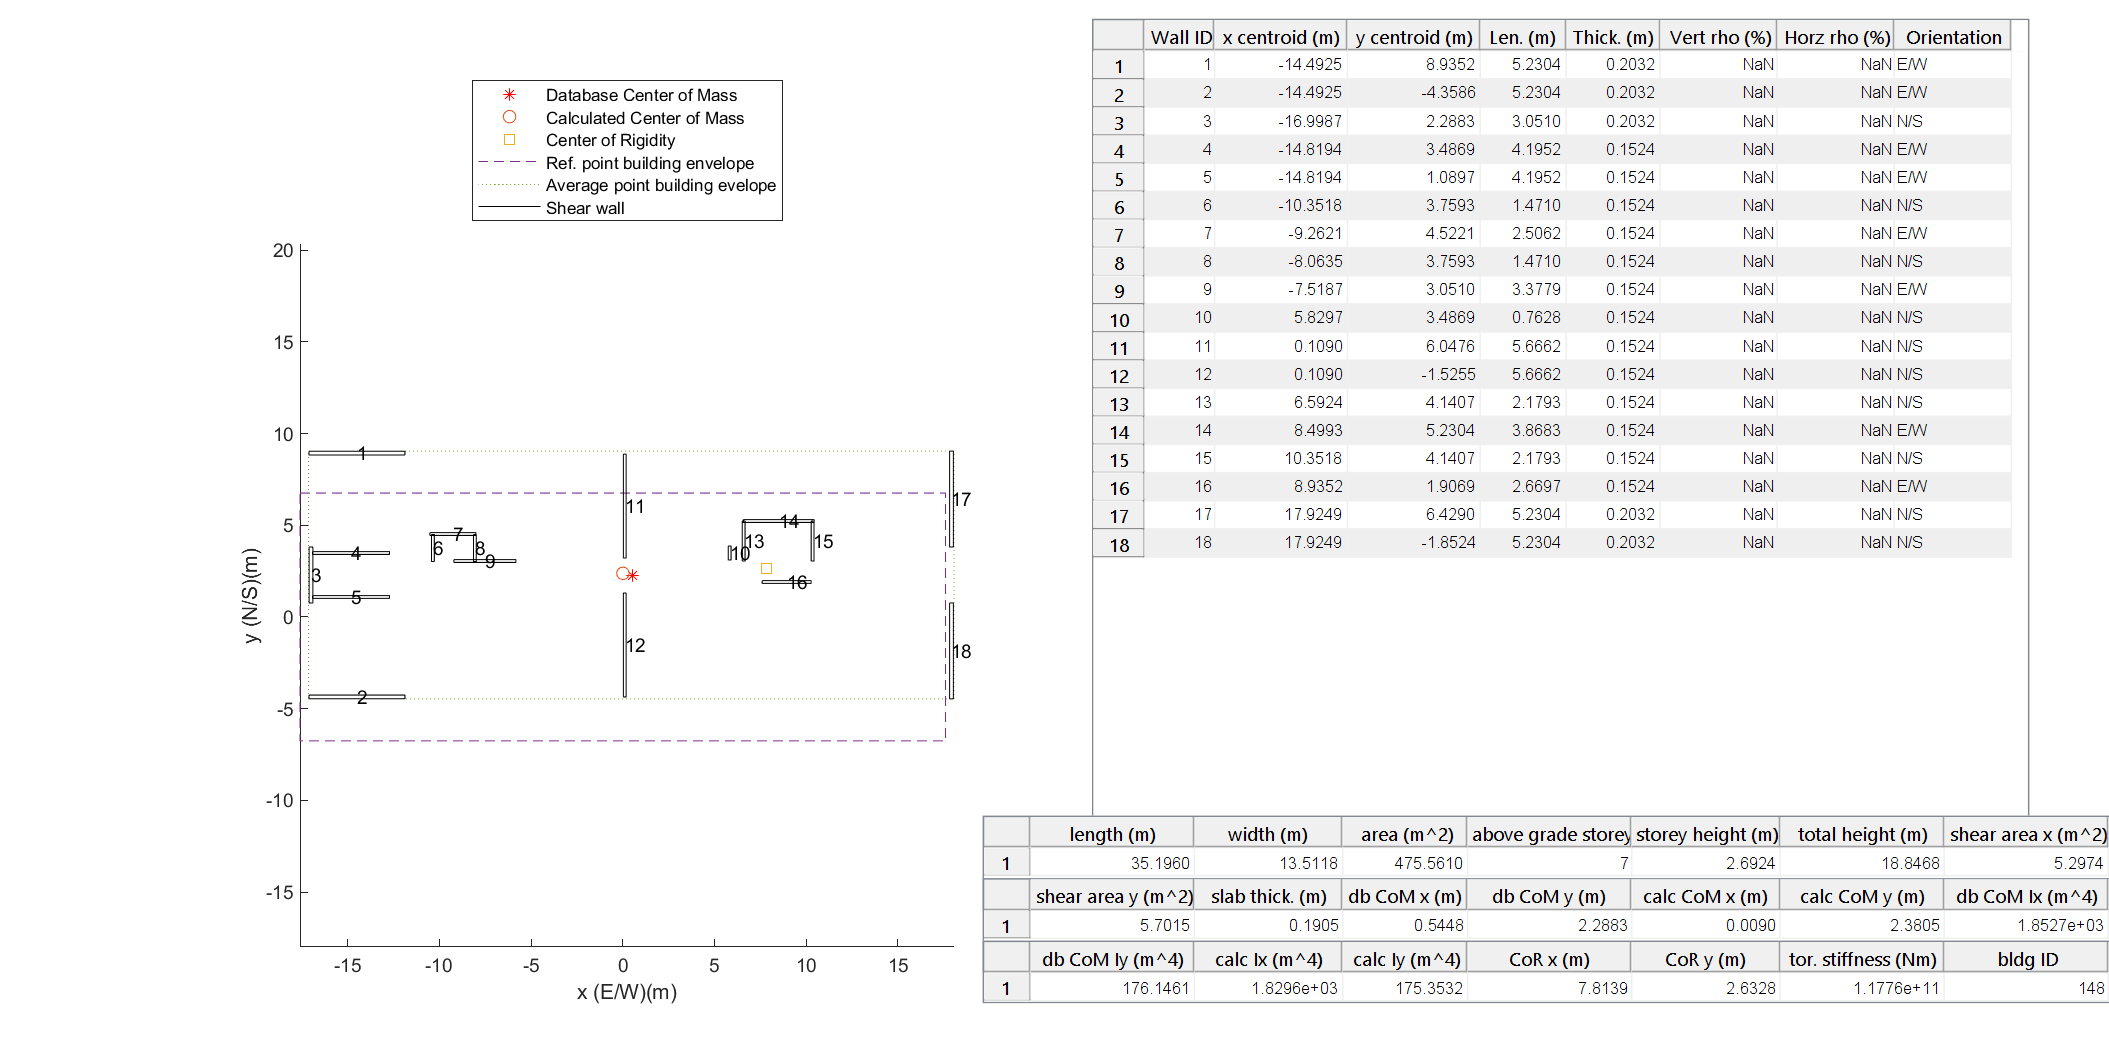 Database Center of Mass
Calculated Center of Mass
Center of Rigidity
Ref. point building envelope
Average point building evelope
Shear wall
20
15
10
5
0
-5
-10
-15
y (N/S)(m)
-15 -10 -5 0 5 10 15
x (E/W)(m)
1
2
3
4
5
6
7
8
9
10
11
12
13
14
15
16
17
18
Wall ID x centroid (m) y centroid (m) Len. (m) Thick. (m) Vert rho (%) Horz rho (%) Orientation
1 1 -14.4925 8.9352 5.2304 0.2032 NaN NaN E/W
2 2 -14.4925 -4.3586 5.2304 0.2032 NaN NaN E/W
3 3 -16.9987 2.2883 3.0510 0.2032 NaN NaN N/S
4 4 -14.8194 3.4869 4.1952 0.1524 NaN NaN E/W
5 5 -14.8194 1.0897 4.1952 0.1524 NaN NaN E/W
6 6 -10.3518 3.7593 1.4710 0.1524 NaN NaN N/S
7 7 -9.2621 4.5221 2.5062 0.1524 NaN NaN E/W
8 8 -8.0635 3.7593 1.4710 0.1524 NaN NaN N/S
9 9 -7.5187 3.0510 3.3779 0.1524 NaN NaN E/W
10 10 5.8297 3.4869 0.7628 0.1524 NaN NaN N/S
11 11 0.1090 6.0476 5.6662 0.1524 NaN NaN N/S
12 12 0.1090 -1.5255 5.6662 0.1524 NaN NaN N/S
13 13 6.5924 4.1407 2.1793 0.1524 NaN NaN N/S
14 14 8.4993 5.2304 3.8683 0.1524 NaN NaN E/W
15 15 10.3518 4.1407 2.1793 0.1524 NaN NaN N/S
16 16 8.9352 1.9069 2.6697 0.1524 NaN NaN E/W
17 17 17.9249 6.4290 5.2304 0.2032 NaN NaN N/S
18 18 17.9249 -1.8524 5.2304 0.2032 NaN NaN N/S
length (m) width (m) area (m^2) above grade storey storey height (m) total height (m) shear area x (m^2)
1 35.1960 13.5118 475.5610 7 2.6924 18.8468 5.2974
shear area y (m^2) slab thick. (m) db CoM x (m) db CoM y (m) calc CoM x (m) calc CoM y (m) db CoM Ix (m^4)
1 5.7015 0.1905 0.5448 2.2883 0.0090 2.3805 1.8527e+03
db CoM Iy (m^4) calc Ix (m^4) calc Iy (m^4) CoR x (m) CoR y (m) tor. stiffness (Nm) bldg ID
1 176.1461 1.8296e+03 175.3532 7.8139 2.6328 1.1776e+11 148